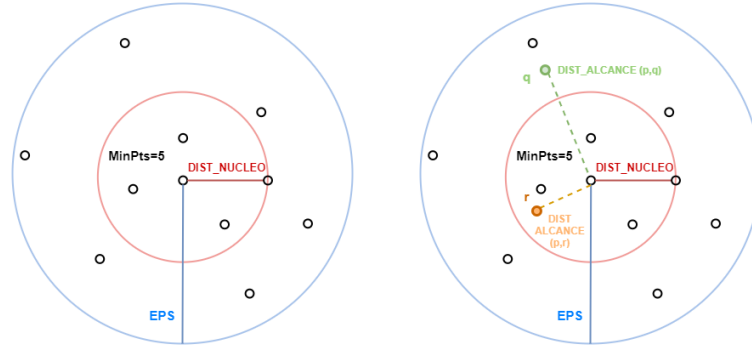 MinPts=5
DIST_NUCLEO
EPS
q
DIST_ALCANCE (p,q)
MinPts=5
DIST_NUCLEO
r
DIST
ALCANCE
(p,r)
EPS